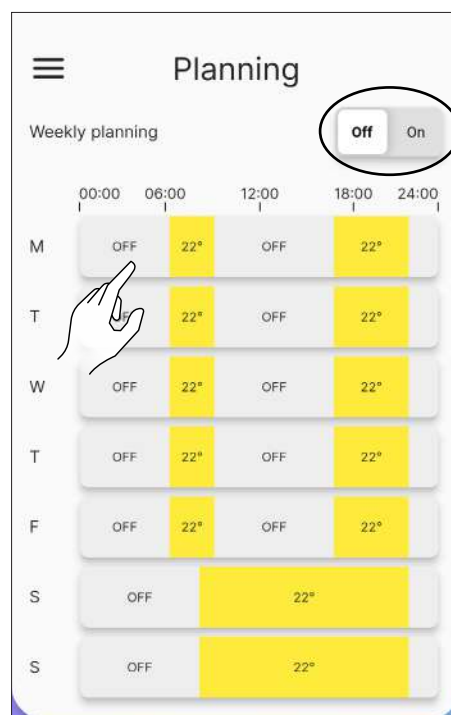 Planning
Weekly planning Off On
00:00 06:00 12:00 18:00 24:00
M OFF 22° OFF 22°
T OFF 22° OFF 22°
W OFF 22° OFF 22°
T OFF 22° OFF 22°
F OFF 22° OFF 22°
S OFF 22°
S OFF 22°